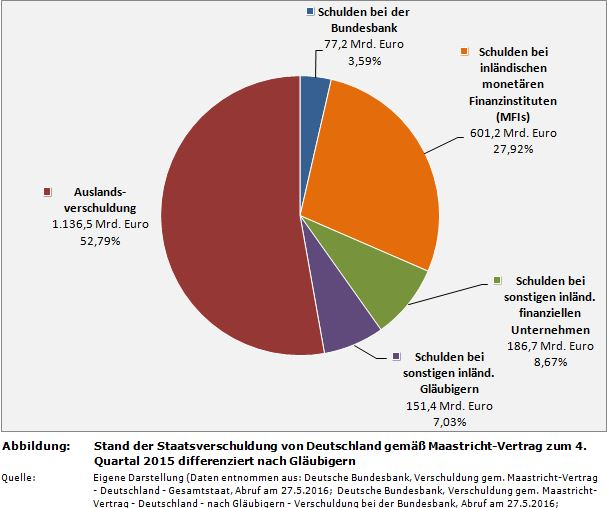 Schulden bei der
Bundesbank
77,2 Mrd. Euro
3,59%
Schulden bei
inländischen
monetären
Finanzinstituten
(MFIs)
601,2 Mrd. Euro
27,92%
Auslands-
verschuldung
1.136,5 Mrd. Euro
52,79%
Schulden bei
sonstigen inländ.
finanziellen
Unternehmen
186,7 Mrd. Euro
8,67%
Schulden bei
sonstigen inländ.
Gläubigern
151,4 Mrd. Euro
7,03%
Abbildung: Stand der Staatsverschuldung von Deutschland gemäß Maastricht-Vertrag zum 4.
Quartal 2015 differenziert nach Gläubigern
Quelle: Eigene Darstellung (Daten entnommen aus: Deutsche Bundesbank, Verschuldung gem. Maastricht-Vertrag
- Deutschland - Gesamtstaat, Abruf am 27.5.2016; Deutsche Bundesbank, Verschuldung gem. Maastricht-
Vertrag - Deutschland - nach Gläubigern - Verschuldung bei der Bundesbank, Abruf am 27.5.2016;